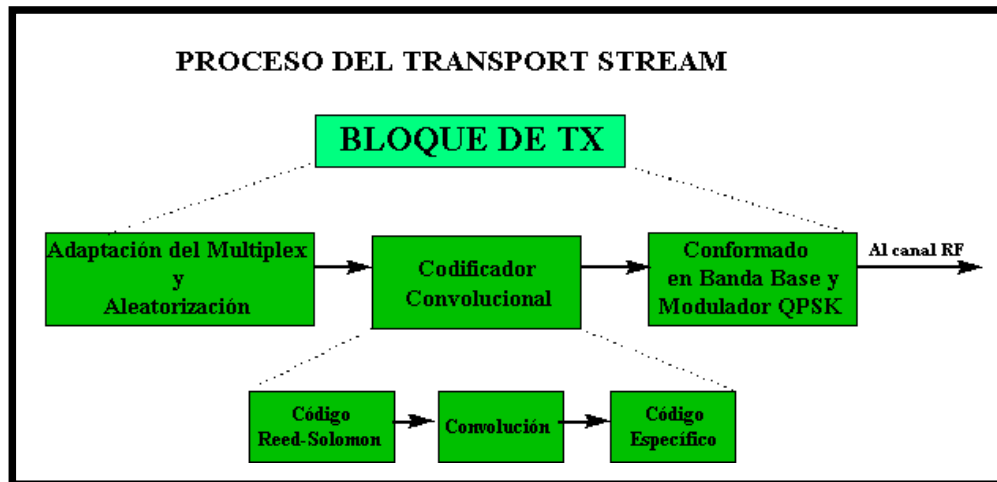 PROCESO DEL TRANSPORT STREAM
BLOQUE DE TX
Adaptación del Multiplex
y
Aleatorización
Codificador
Convolucional
Conformado
en Banda Base y
Modulador QPSK
Al canal RF
Código
Reed-Solomon
Convolución
Código
Específico